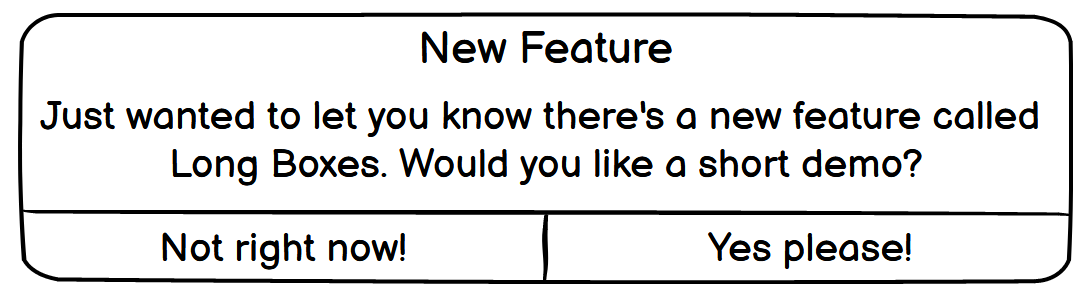 New Feature
Just wanted to let you know there's a new feature called
Long Boxes. Would you like a short demo?
Not right now!
Yes please!